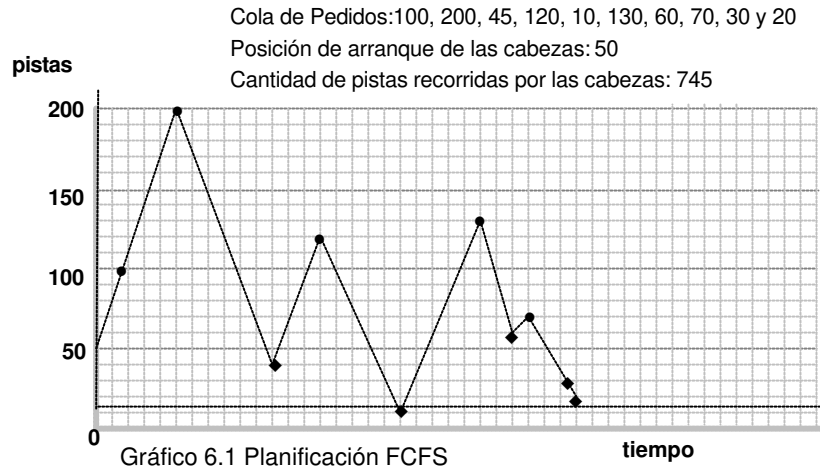 Cola de Pedidos:100, 200, 45, 120, 10, 130, 60, 70, 30 y 20
Posición de arranque de las cabezas: 50
Cantidad de pistas recorridas por las cabezas: 745
pistas
200
150
100
50
0
tiempo
Gráfico 6.1 Planificación FCFS